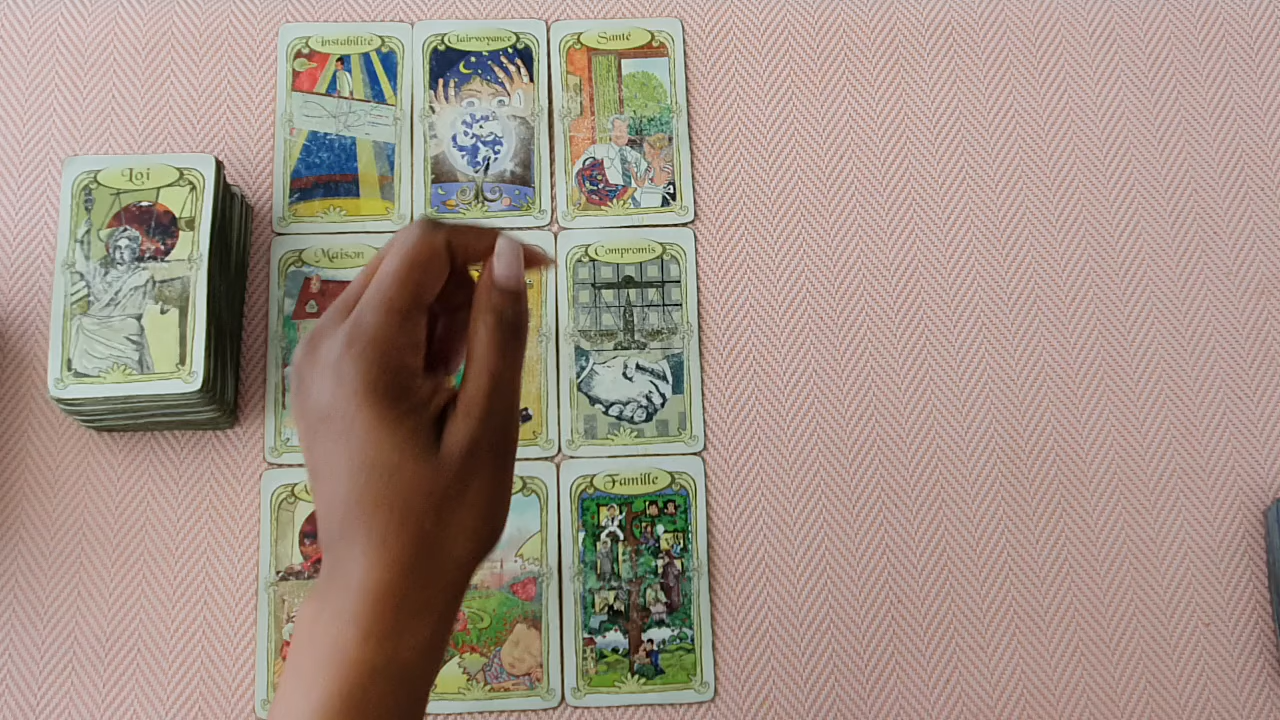 Instabilité
Clairvoyance
Santé
Loi
Maison
Compromis
Famille